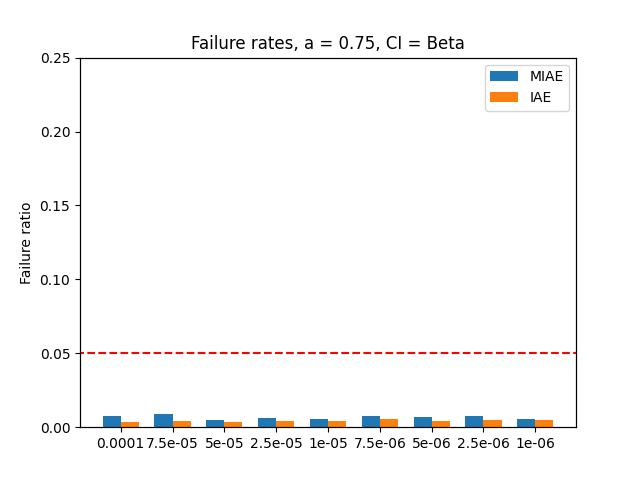 Failure rates, a = 0.75, CI = Beta
0.25
0.20
0.15
0.10
0.05
0.00
Failure ratio
MIAE
IAE
0.0001 7.5e-05 5e-05 2.5e-05 1e-05 7.5e-06 5e-06 2.5e-06 1e-06